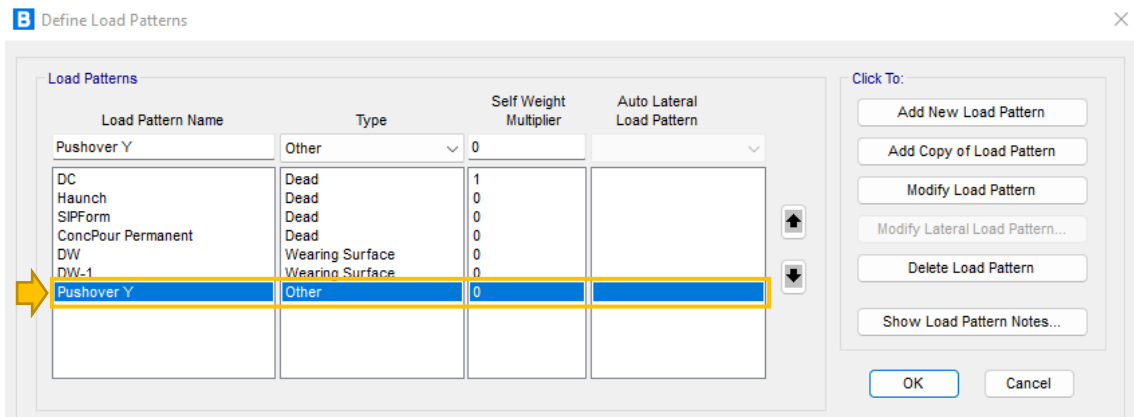 B Define Load Patterns
Load Patterns
Click To:
Load Pattern Name Type Self Weight Multiplier Auto Lateral Load Pattern
Pushover Y Other 0
DC Dead 1
Haunch Dead 0
SIPForm Dead 0
ConcPour Permanent Dead 0
DW Wearing Surface 0
DW-1 Wearing Surface 0
Pushover Y Other 0
Add New Load Pattern
Add Copy of Load Pattern
Modify Load Pattern
Modify Lateral Load Pattern...
Delete Load Pattern
Show Load Pattern Notes...
OK Cancel